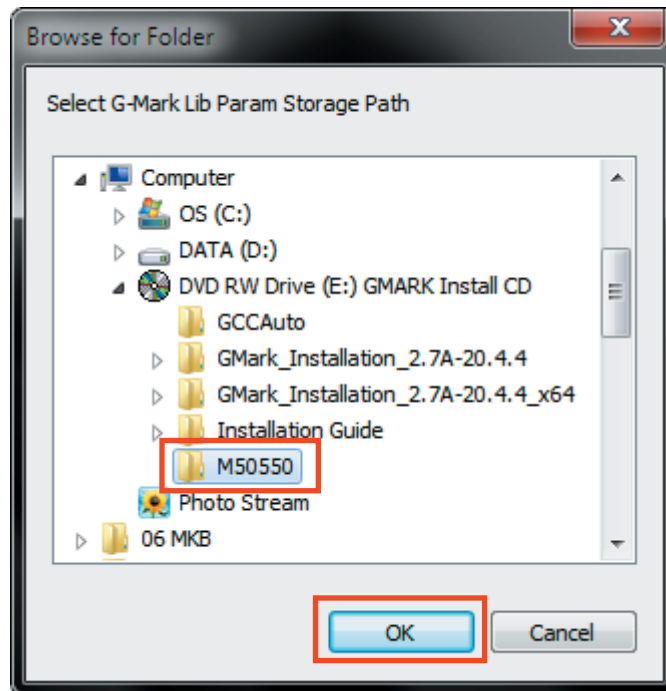 Browse for Folder
Select G-Mark Lib Param Storage Path
Computer
OS (C:)
DATA (D:)
DVD RW Drive (E:) GMARK Install CD
GCCAuto
GMark_Installation_2.7A-20.4.4
GMark_Installation_2.7A-20.4.4_x64
Installation Guide
M50550
Photo Stream
06 MKB
OK Cancel